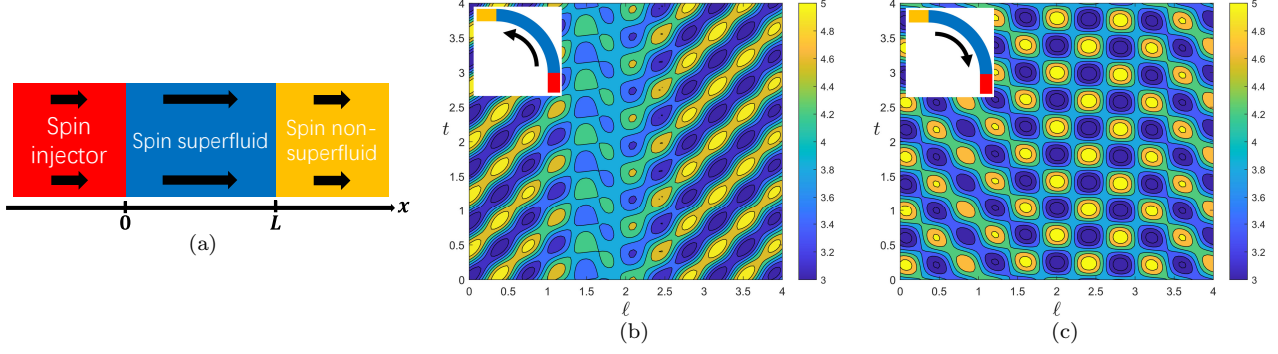 Spin
injector
Spin superfluid
Spin non-
superfluid
0
L
x
(a)
4
3.5
3
2.5
2
1.5
1
0.5
0
t
0 0.5 1 1.5 2 2.5 3 3.5 4
ℓ
5
4.8
4.6
4.4
4.2
4
3.8
3.6
3.4
3.2
3
(b)
4
3.5
3
2.5
2
1.5
1
0.5
0
t
0 0.5 1 1.5 2 2.5 3 3.5 4
ℓ
5
4.8
4.6
4.4
4.2
4
3.8
3.6
3.4
3.2
3
(c)